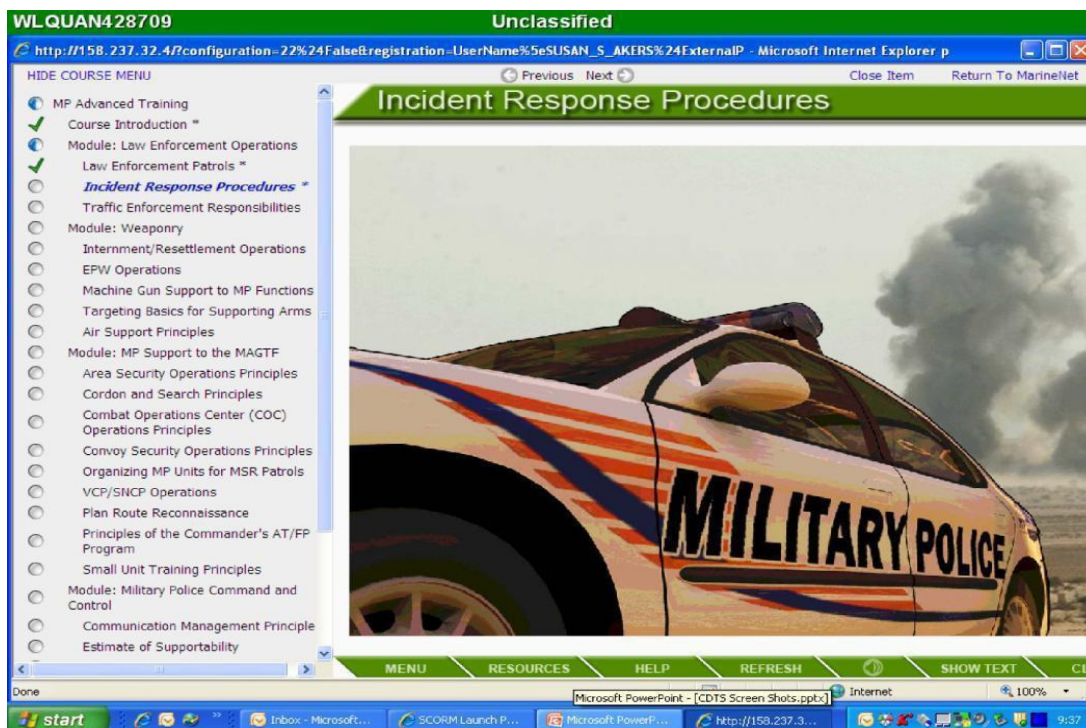 WLQUAN428709 Unclassified
http://158.237.32.4/?configuration=22%24False&registration=UserName%5eSUSAN_S_AKERS%24ExternalP - Microsoft Internet Explorer p
HIDE COURSE MENU Previous Next Close Item Return To MarineNet
Incident Response Procedures
MP Advanced Training
Course Introduction *
Module: Law Enforcement Operations
Law Enforcement Patrols *
Incident Response Procedures *
Traffic Enforcement Responsibilities
Module: Weaponry
Internment/Resettlement Operations
EPW Operations
Machine Gun Support to MP Functions
Targeting Basics for Supporting Arms
Air Support Principles
Module: MP Support to the MAGTF
Area Security Operations Principles
Cordon and Search Principles
Combat Operations Center (COC)
Operations Principles
Convoy Security Operations Principles
Organizing MP Units for MSR Patrols
VCP/SNCP Operations
Plan Route Reconnaissance
Principles of the Commander's AT/FP
Program
Small Unit Training Principles
Module: Military Police Command and
Control
Communication Management Principle
Estimate of Supportability
MILITARY POLICE
MENU RESOURCES HELP REFRESH SHOW TEXT CL
Done Internet 100%
Microsoft PowerPoint - [CDTS Screen Shots.pptx]
start Inbox - Microsoft... SCORM Launch P... Microsoft PowerP... http://158.237.3... 9:37